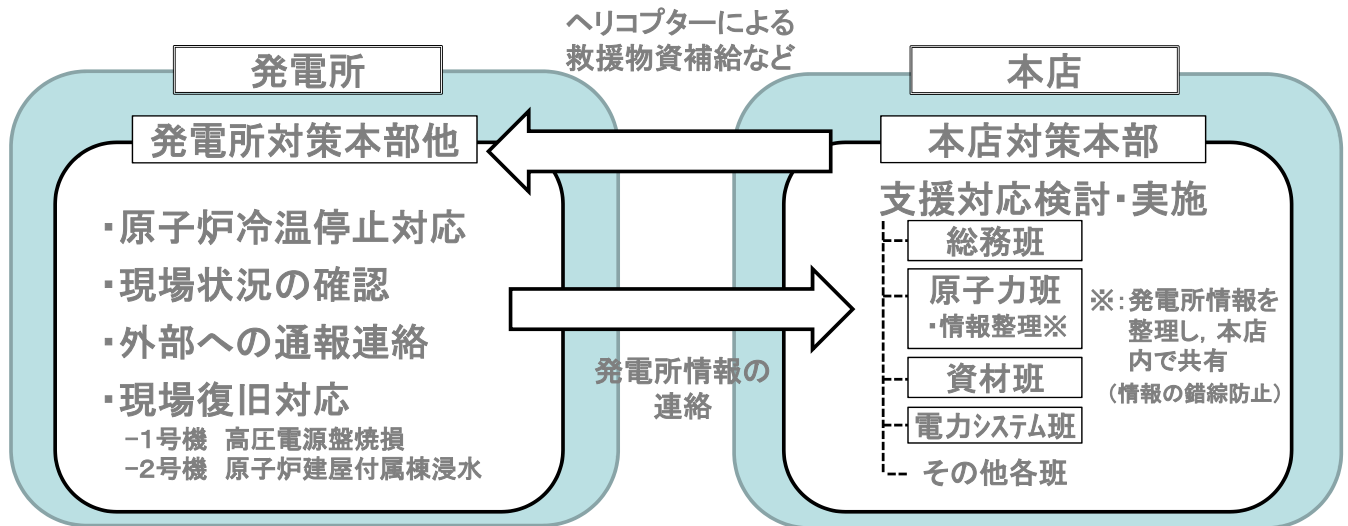 ヘリコプターによる
救援物資補給など
発電所
発電所対策本部他
・原子炉冷温停止対応
・現場状況の確認
・外部への通報連絡
・現場復旧対応
-1号機 高圧電源盤焼損
-2号機 原子炉建屋付属棟浸水
発電所情報の
連絡
本店
本店対策本部
支援対応検討・実施
総務班
原子力班
・情報整理※
資材班
電力システム班
その他各班
※:発電所情報を
整理し, 本店
内で共有
(情報の錯綜防止)